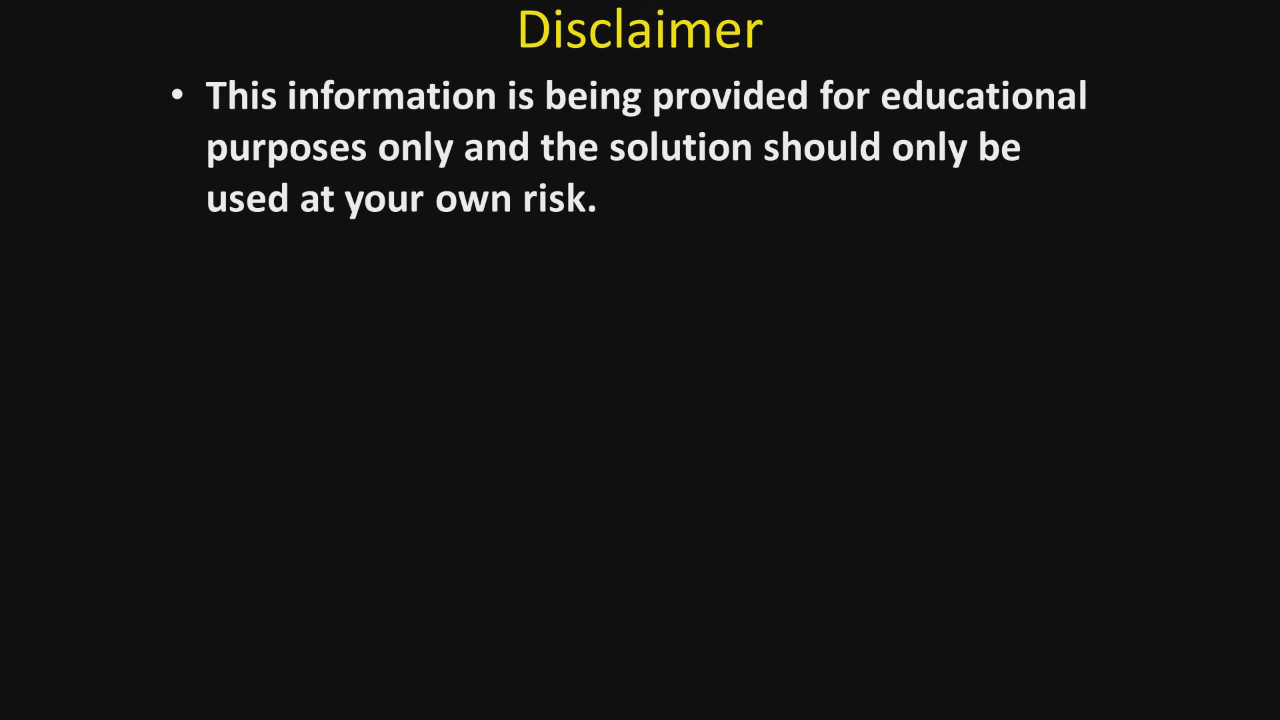 Disclaimer
• This information is being provided for educational
purposes only and the solution should only be
used at your own risk.